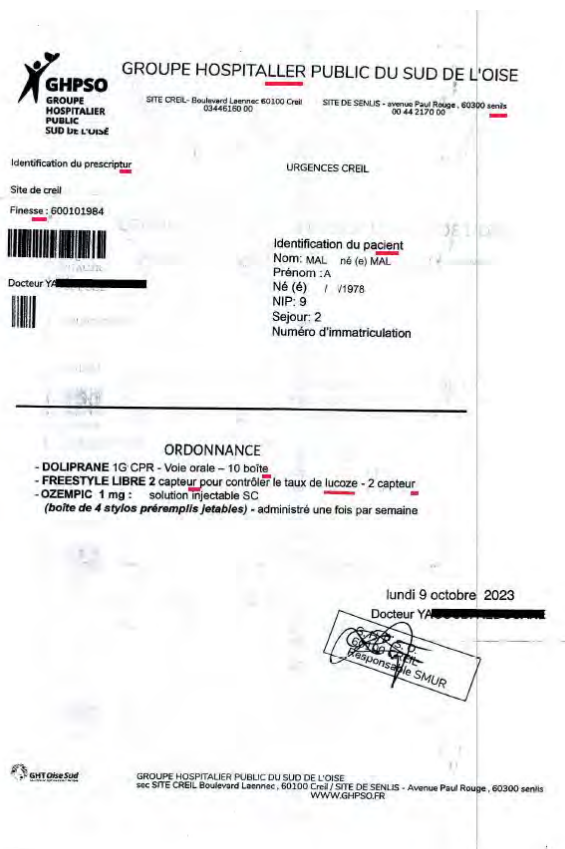 GHPSO
GROUPE
HOSPITALIER
PUBLIC
SUD DE L'OISE
GROUPE HOSPITALLER PUBLIC DU SUD DE L'OISE
SITE CREIL- Boulevard Laennec 60100 Creil
03446160 00
SITE DE SENLIS - avenue Paul Rouge , 60300 senils
00 44 2170 00
Identification du prescriptur
URGENCES CREIL
Site de creil
Finesse : 600101984
Identification du pacient
Nom: MAL né (e) MAL
Prénom :A
Docteur YA
Né (é) / /1978
NIP: 9
Sejour: 2
Numéro d'immatriculation
ORDONNANCE
- DOLIPRANE 1G CPR - Voie orale – 10 boîte
- FREESTYLE LIBRE 2 capteur pour contrôler le taux de lucoze - 2 capteur
- OZEMPIC 1 mg : solution injectable SC
(boîte de 4 stylos préremplis jetables) - administré une fois par semaine
lundi 9 octobre 2023
Docteur YA
60109 CREIL
Responsable SMUR
GHT Oise Sud
GROUPE HOSPITALIER PUBLIC DU SUD DE L'OISE
sec SITE CREIL Boulevard Laennec , 60100 Creil / SITE DE SENLIS - Avenue Paul Rouge , 60300 senlis
WWW.GHPSO.FR